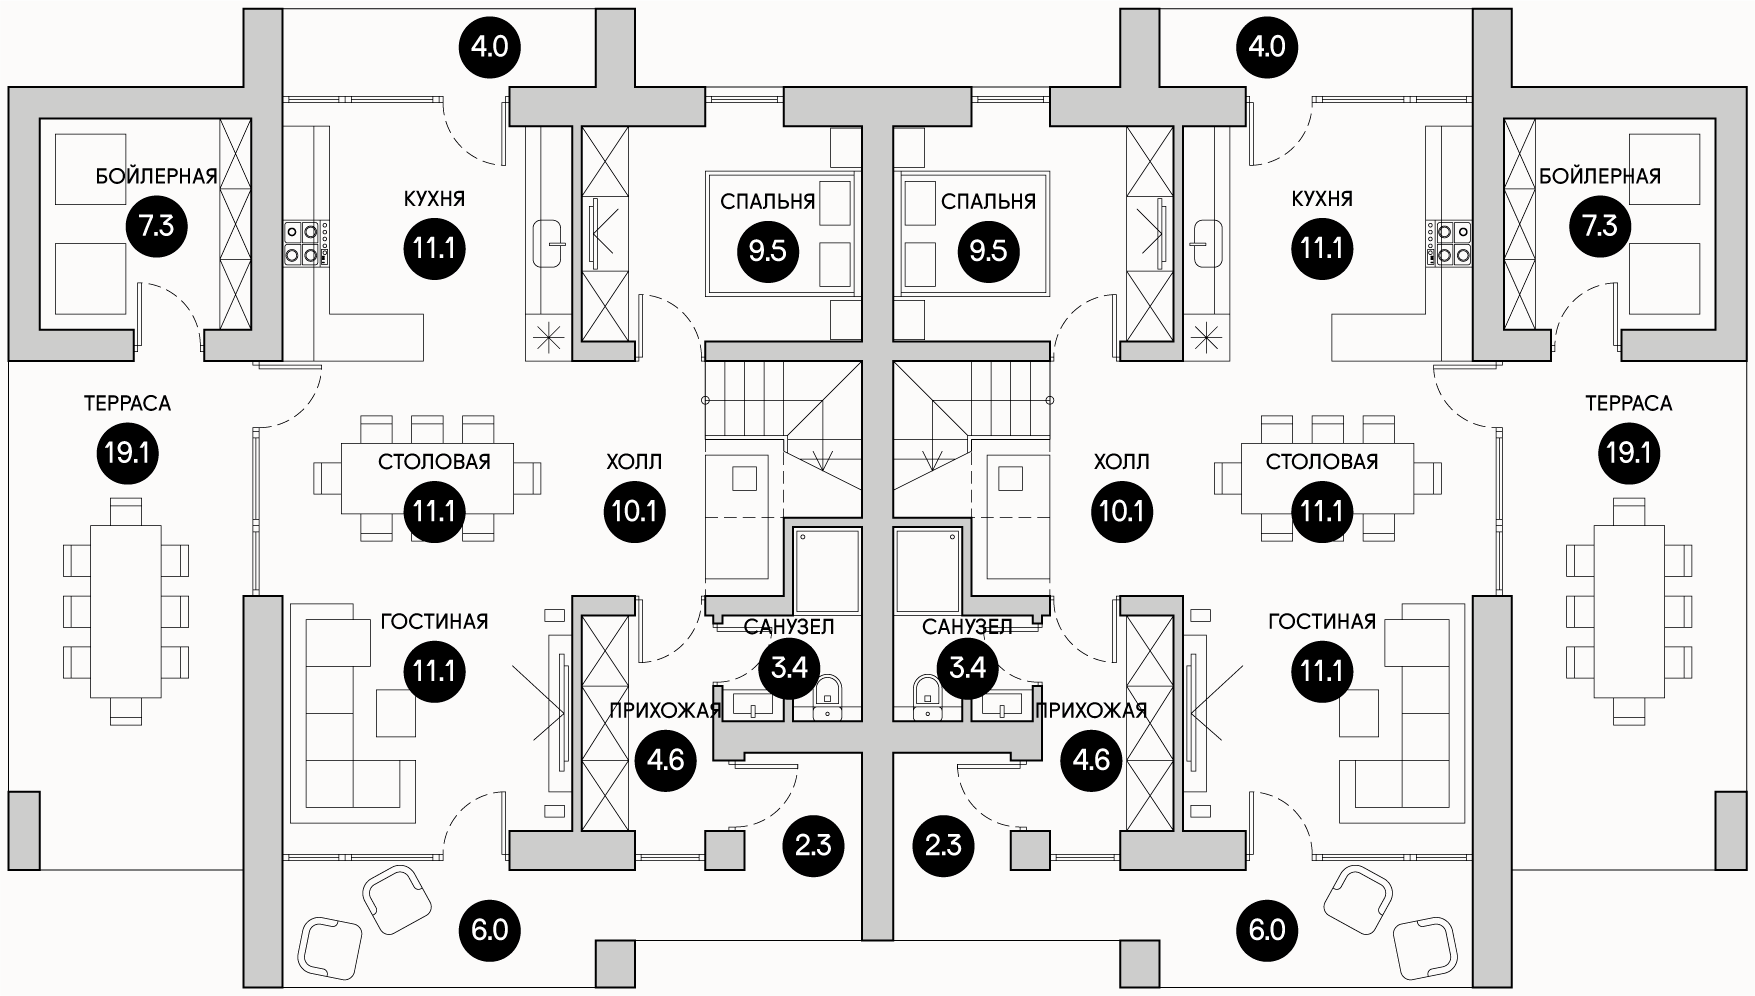 4.0
4.0
БОЙЛЕРНАЯ
7.3
КУХНЯ
11.1
СПАЛЬНЯ
9.5
СПАЛЬНЯ
9.5
КУХНЯ
11.1
БОЙЛЕРНАЯ
7.3
ТЕРРАСА
19.1
СТОЛОВАЯ
11.1
ХОЛЛ
10.1
ХОЛЛ
10.1
СТОЛОВАЯ
11.1
ТЕРРАСА
19.1
ГОСТИНАЯ
11.1
САНУЗЕЛ
3.4
САНУЗЕЛ
3.4
ГОСТИНАЯ
11.1
ПРИХОЖАЯ
4.6
ПРИХОЖАЯ
4.6
2.3
2.3
6.0
6.0